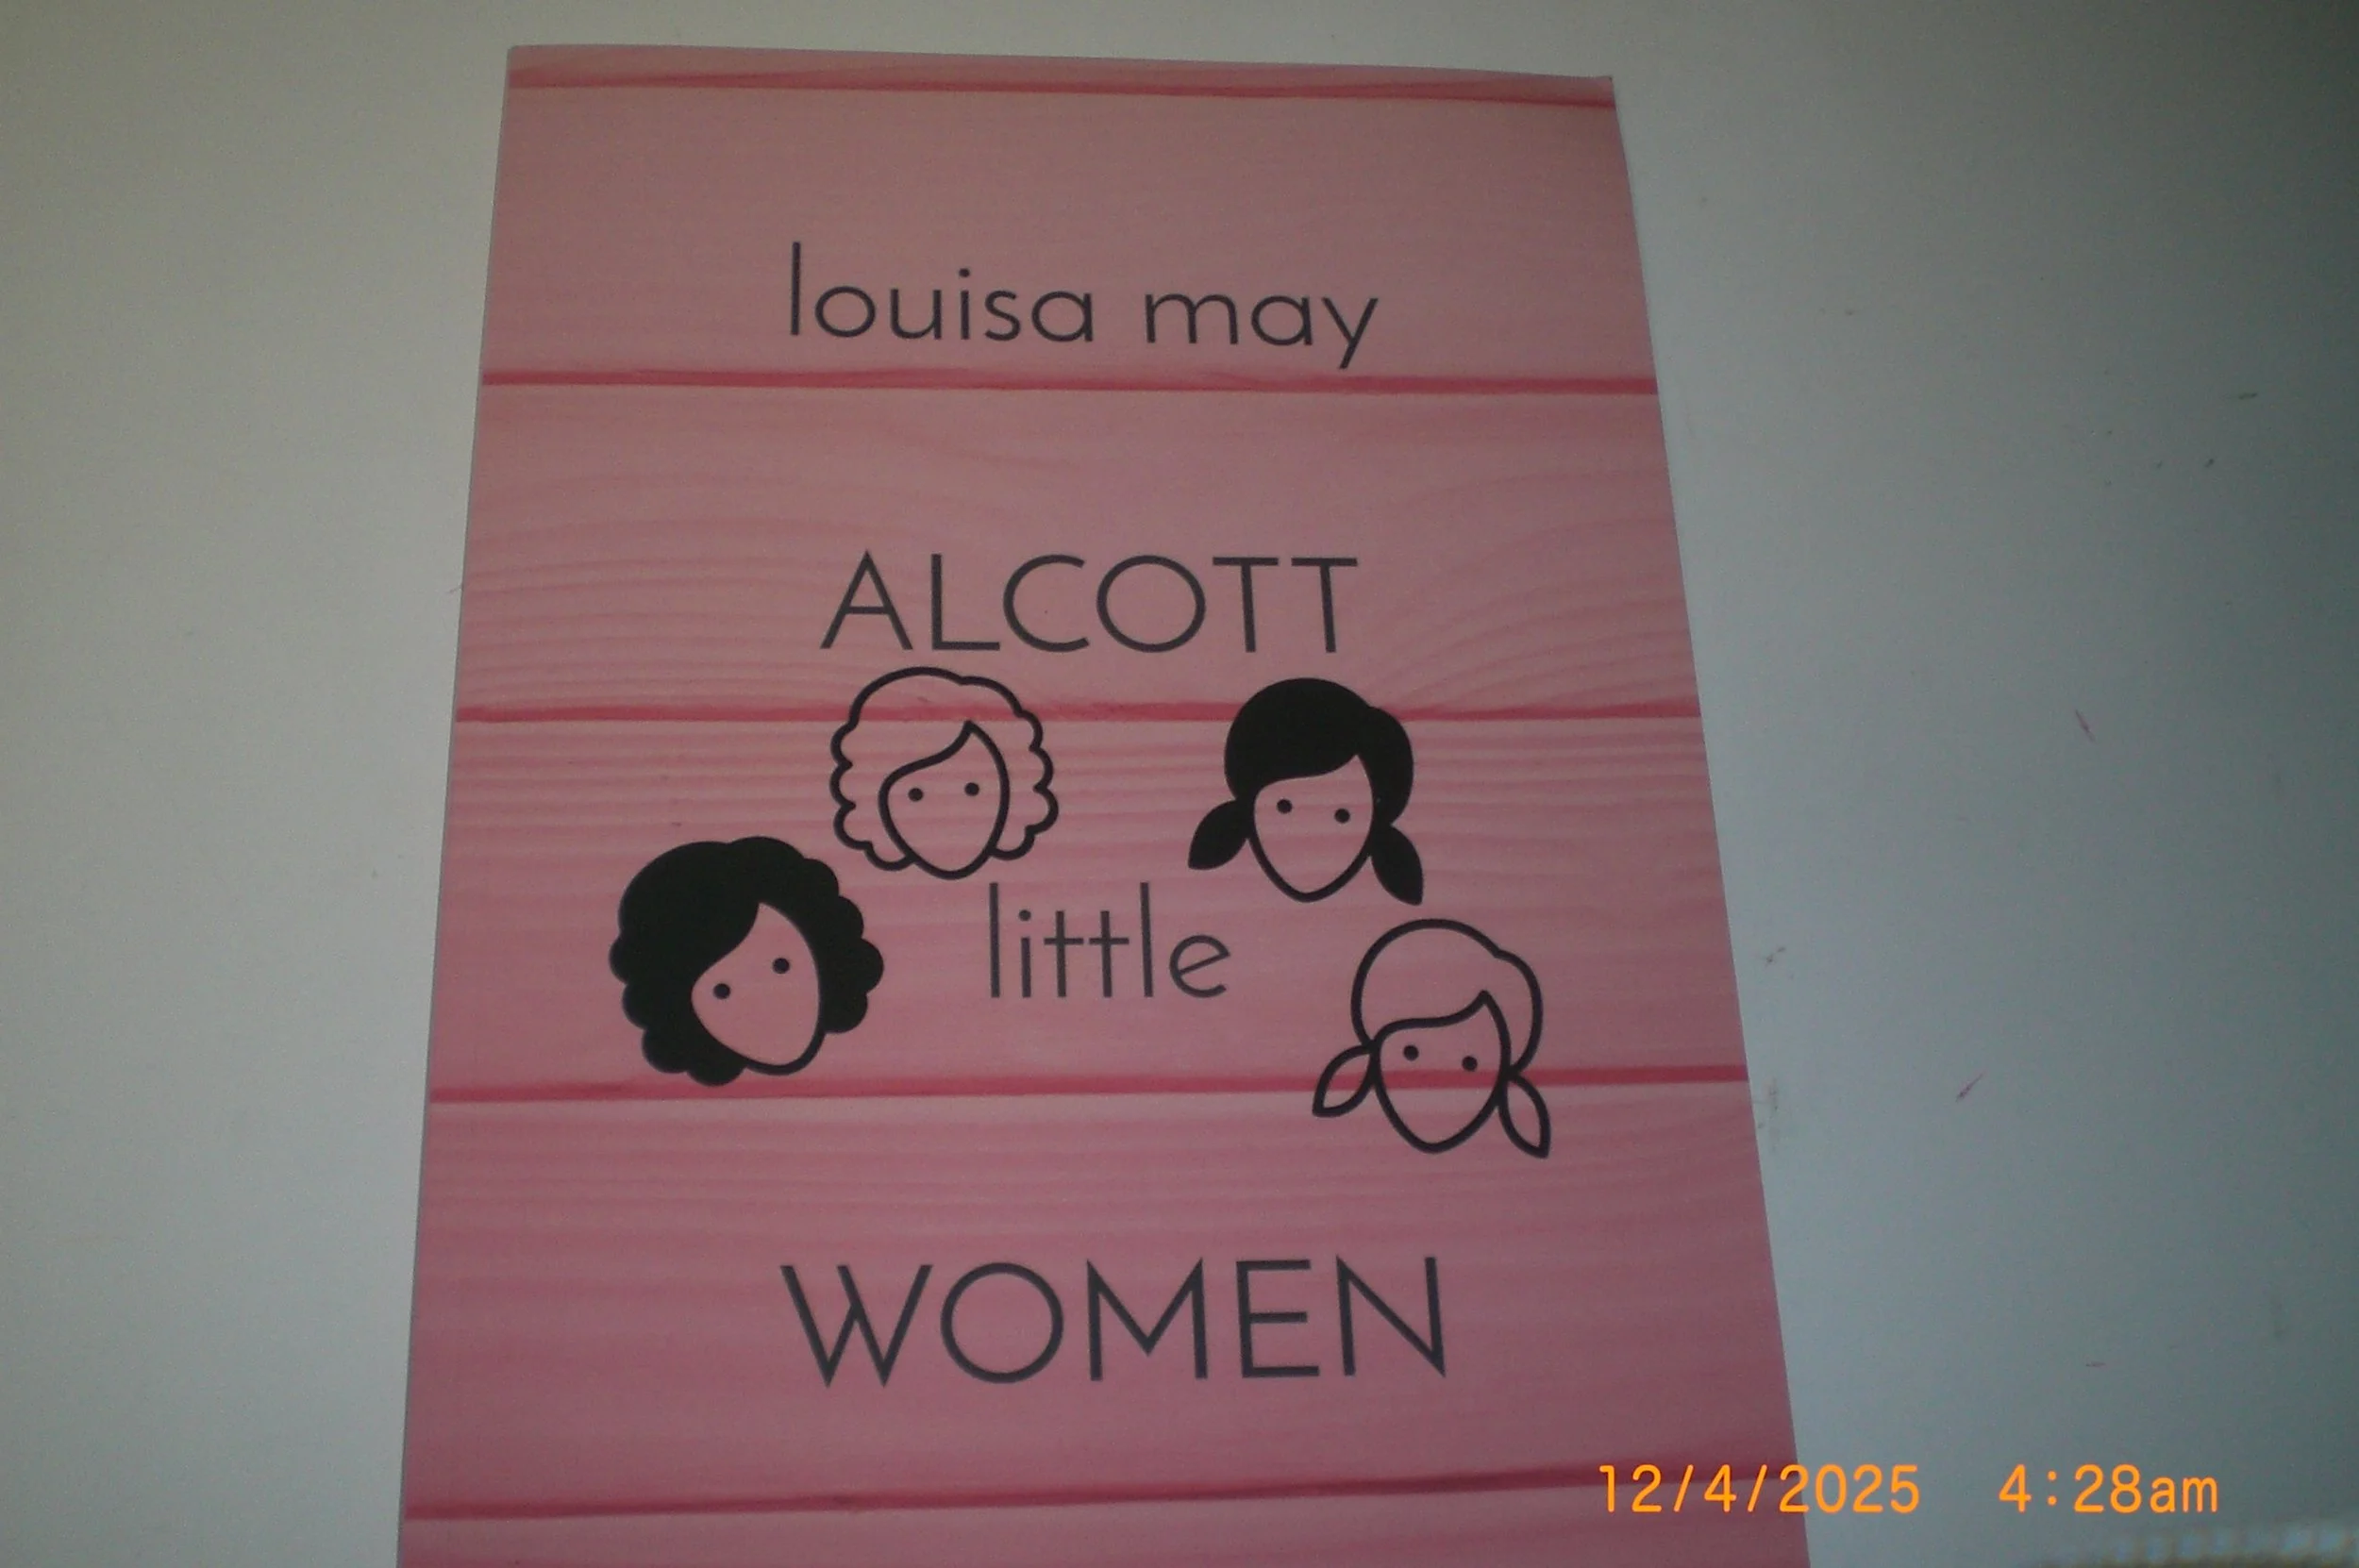 louisa may
ALCOTT
little
WOMEN
12/4/2025 4:28am